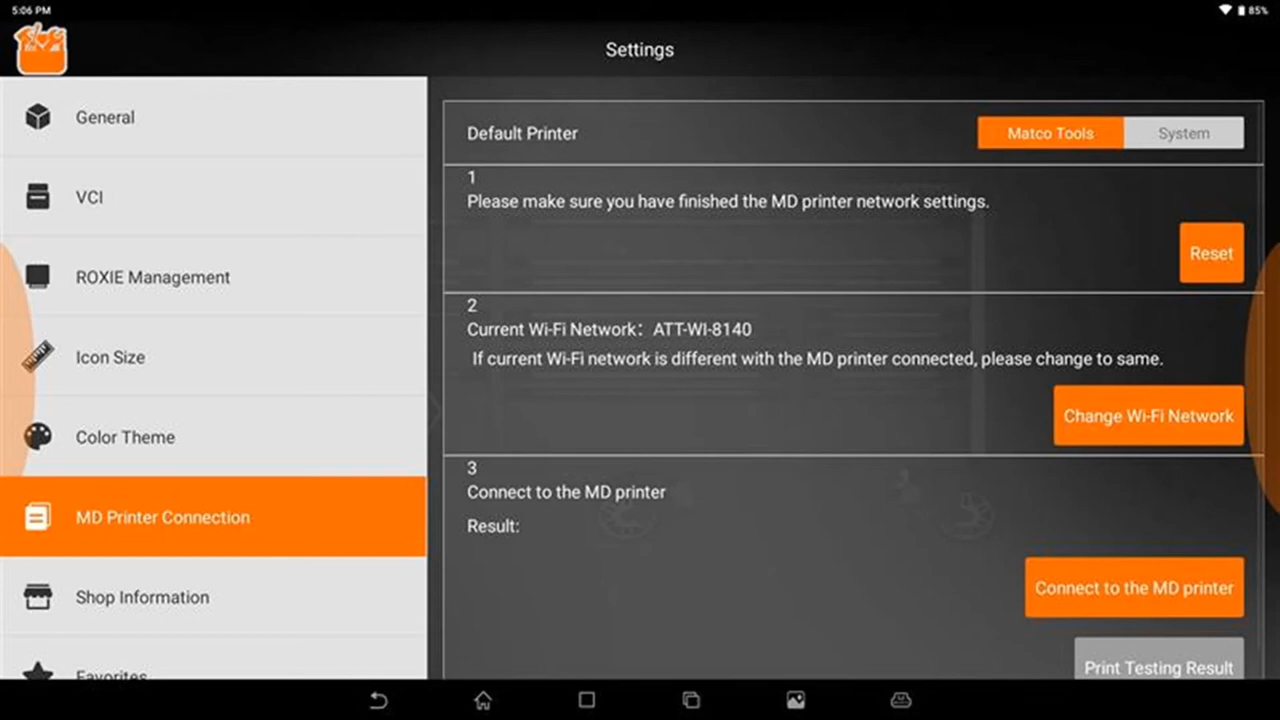 5:06 PM
85%
Settings
General
VCI
ROXIE Management
Icon Size
Color Theme
MD Printer Connection
Shop Information
Favorites
Default Printer
Matco Tools
System
1
Please make sure you have finished the MD printer network settings.
Reset
2
Current Wi-Fi Network: ATT-WI-8140
If current Wi-Fi network is different with the MD printer connected, please change to same.
Change Wi-Fi Network
3
Connect to the MD printer
Result:
Connect to the MD printer
Print Testing Result